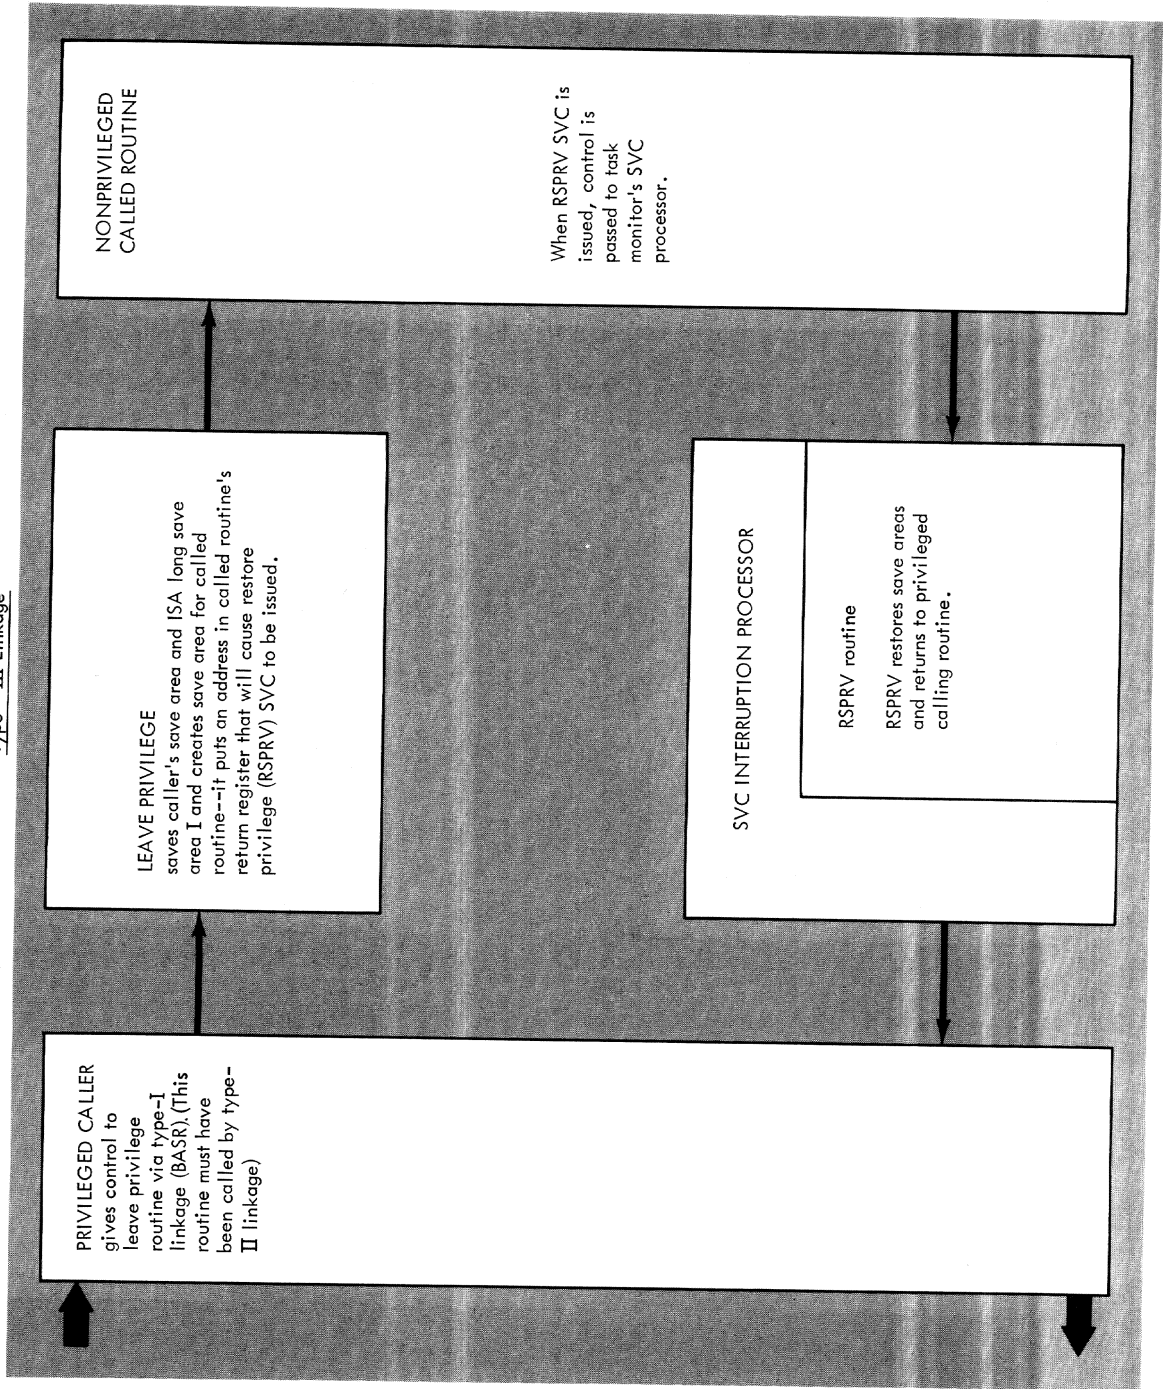 III Linkage
PRIVILEGED CALLER
gives control to
leave privilege
routine via type-I
linkage (BASR).(This
routine must have
been called by type-
II linkage)
LEAVE PRIVILEGE
saves caller's save area and ISA long save
area I and creates save area for called
routine--it puts an address in called routine's
return register that will cause restore
privilege (RSPRV) SVC to be issued.
NONPRIVILEGED
CALLED ROUTINE
When RSPRV SVC is
issued, control is
passed to task
monitor's SVC
processor.
SVC INTERRUPTION PROCESSOR
RSPRV routine
RSPRV restores save areas
and returns to privileged
calling routine.